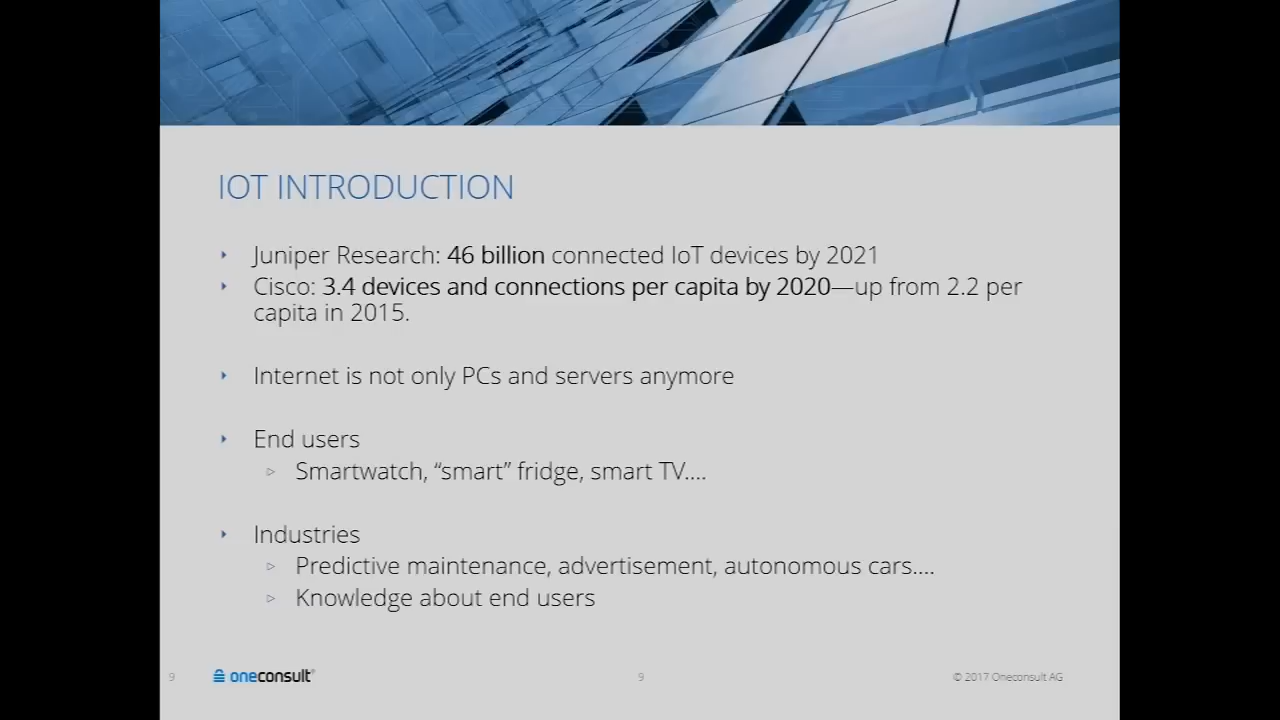 IOT INTRODUCTION
Juniper Research: 46 billion connected IoT devices by 2021
Cisco: 3.4 devices and connections per capita by 2020—up from 2.2 per
capita in 2015.
Internet is not only PCs and servers anymore
End users
Smartwatch, “smart” fridge, smart TV....
Industries
Predictive maintenance, advertisement, autonomous cars....
Knowledge about end users
9
oneconsult®
9
© 2017 Oneconsult AG